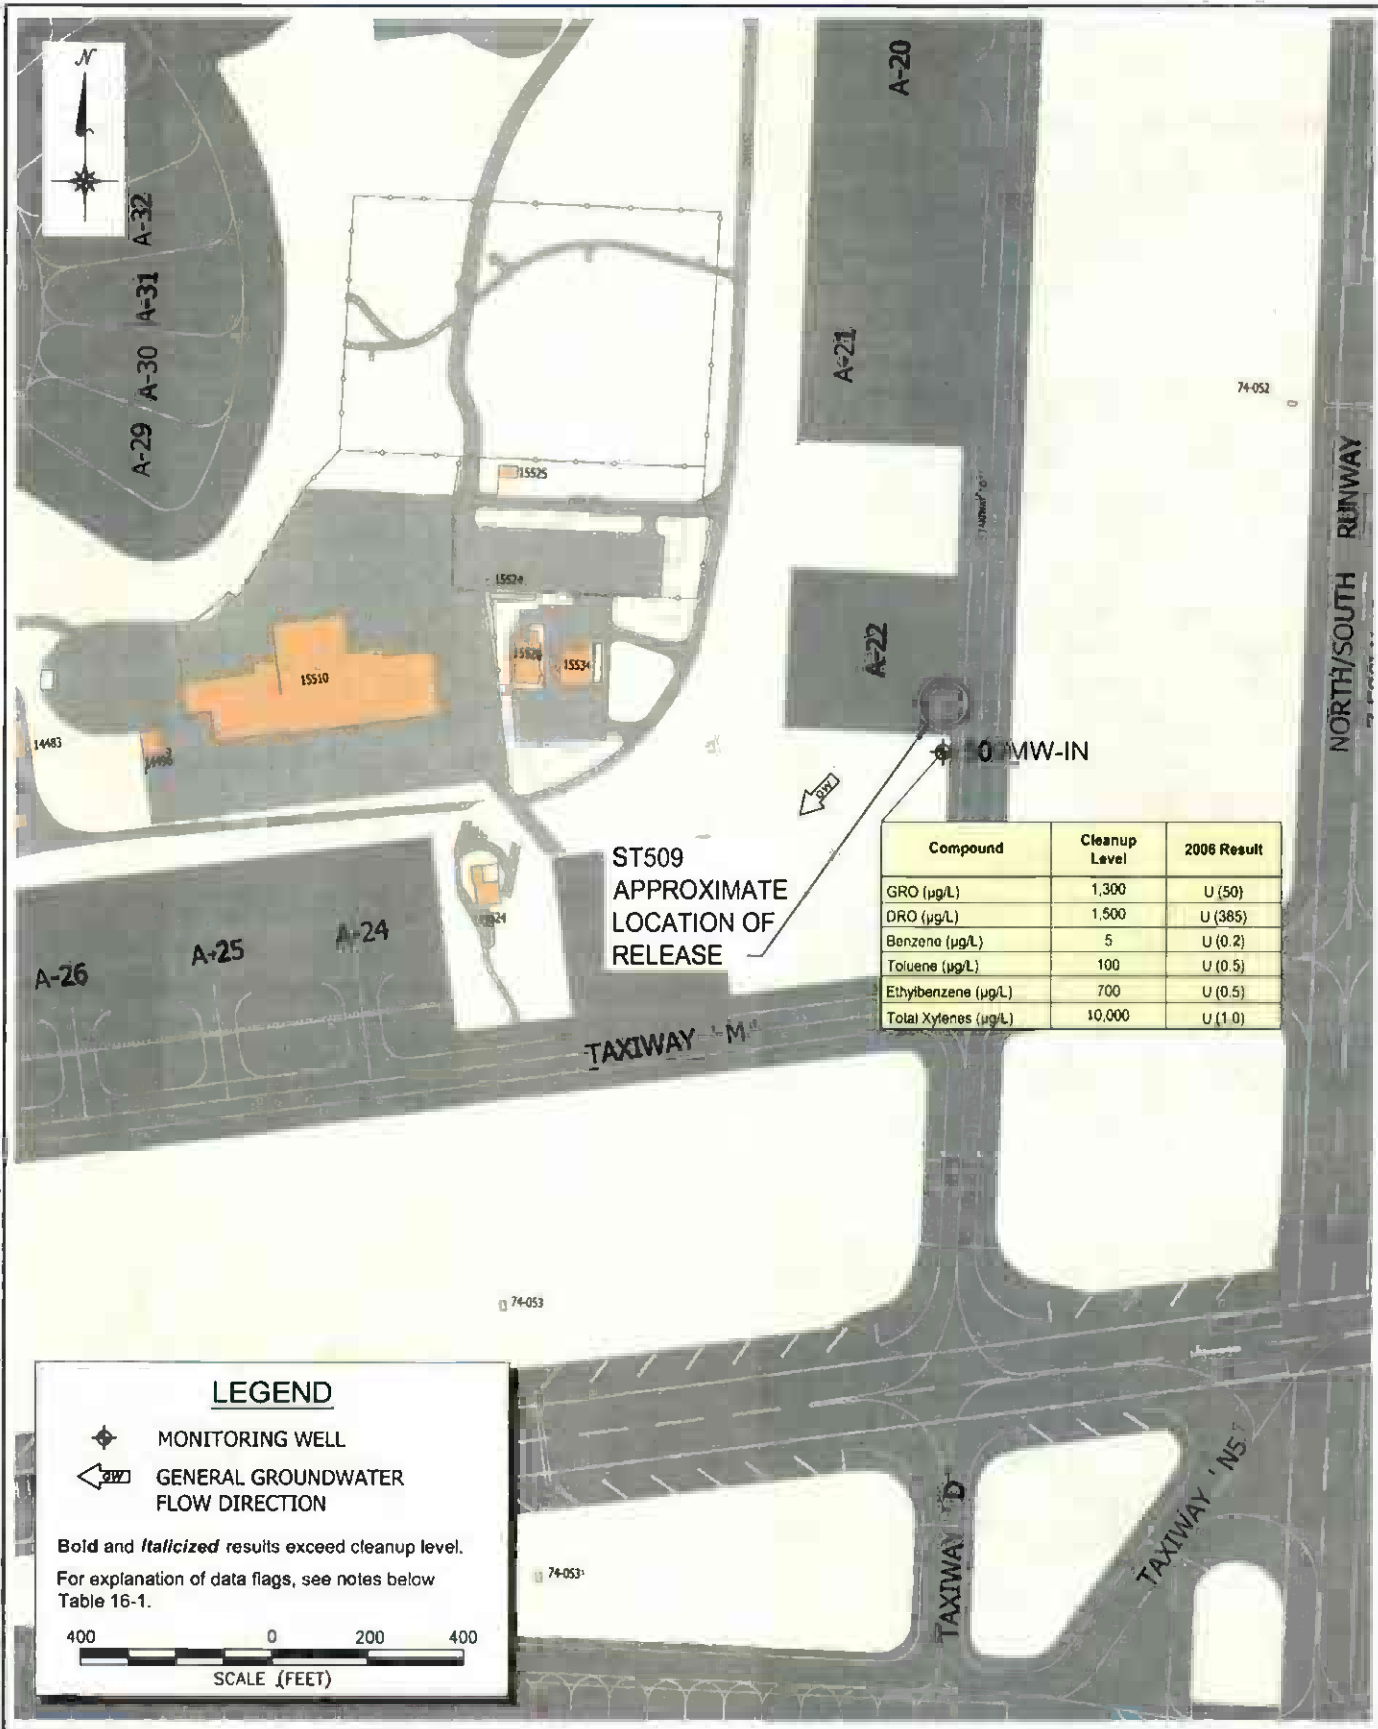 N
A-20
A-32
A-31
A-30
A-29
A-21
74-052
NORTH/SOUTH RUNWAY
15525
15510
15534
A-22
14483
MW-IN
GW
ST509
APPROXIMATE
LOCATION OF
RELEASE
Compound Cleanup Level 2006 Result
GRO (µg/L) 1,300 U (50)
DRO (µg/L) 1,500 U (385)
Benzene (µg/L) 5 U (0.2)
Toluene (µg/L) 100 U (0.5)
Ethylbenzene (µg/L) 700 U (0.5)
Total Xylenes (µg/L) 10,000 U (1.0)
A-24
A-25
A-26
TAXIWAY "M"
74-053
TAXIWAY 'N5'
TAXIWAY "D"
74-053
LEGEND
MONITORING WELL
GW GENERAL GROUNDWATER
FLOW DIRECTION
Bold and Italicized results exceed cleanup level.
For explanation of data flags, see notes below
Table 16-1.
400 0 200 400
SCALE (FEET)